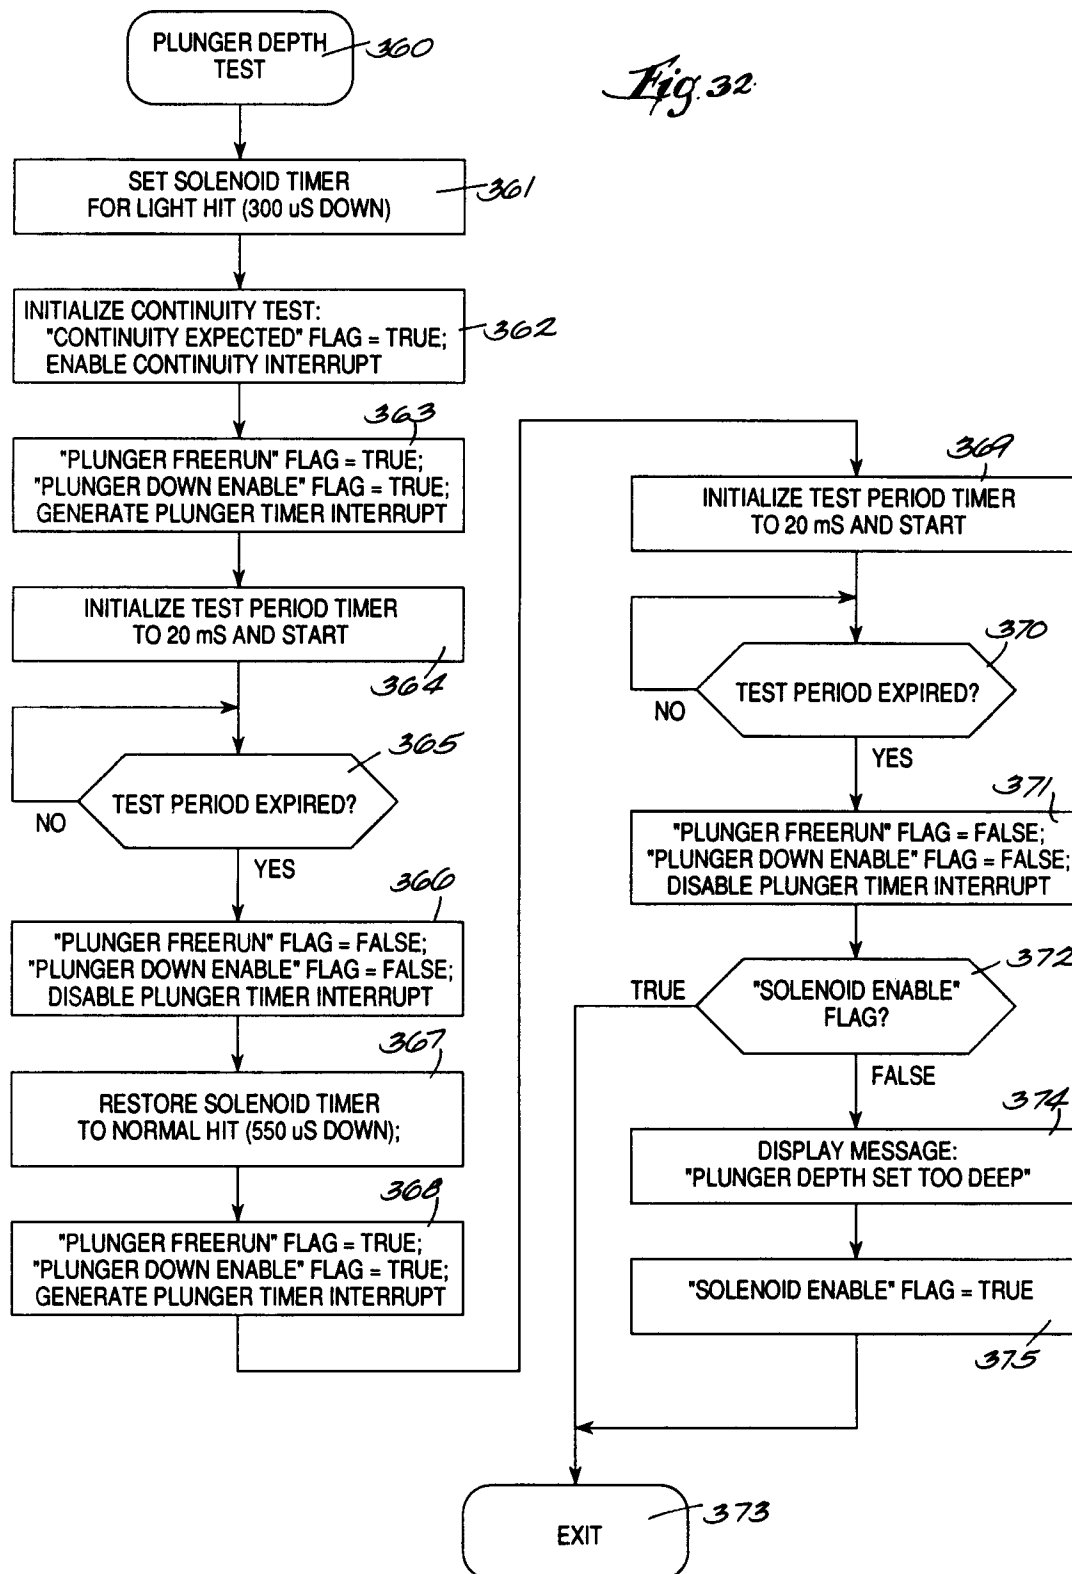 PLUNGER DEPTH
TEST
360
Fig. 32
SET SOLENOID TIMER
FOR LIGHT HIT (300 uS DOWN)
361
INITIALIZE CONTINUITY TEST:
"CONTINUITY EXPECTED" FLAG = TRUE;
ENABLE CONTINUITY INTERRUPT
362
363
"PLUNGER FREERUN" FLAG = TRUE;
"PLUNGER DOWN ENABLE" FLAG = TRUE;
GENERATE PLUNGER TIMER INTERRUPT
INITIALIZE TEST PERIOD TIMER
TO 20 mS AND START
364
365
TEST PERIOD EXPIRED?
NO
YES
366
"PLUNGER FREERUN" FLAG = FALSE;
"PLUNGER DOWN ENABLE" FLAG = FALSE;
DISABLE PLUNGER TIMER INTERRUPT
367
RESTORE SOLENOID TIMER
TO NORMAL HIT (550 uS DOWN);
368
"PLUNGER FREERUN" FLAG = TRUE;
"PLUNGER DOWN ENABLE" FLAG = TRUE;
GENERATE PLUNGER TIMER INTERRUPT
369
INITIALIZE TEST PERIOD TIMER
TO 20 mS AND START
370
TEST PERIOD EXPIRED?
NO
YES
371
"PLUNGER FREERUN" FLAG = FALSE;
"PLUNGER DOWN ENABLE" FLAG = FALSE;
DISABLE PLUNGER TIMER INTERRUPT
372
TRUE
"SOLENOID ENABLE"
FLAG?
FALSE
374
DISPLAY MESSAGE:
"PLUNGER DEPTH SET TOO DEEP"
"SOLENOID ENABLE" FLAG = TRUE
375
EXIT
373